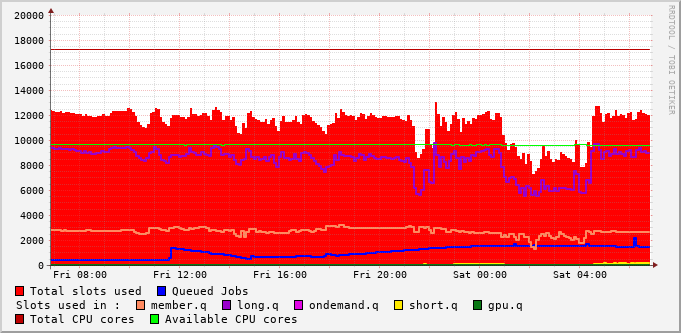 20000
18000
16000
14000
12000
10000
8000
6000
4000
2000
0
Fri 08:00 Fri 12:00 Fri 16:00 Fri 20:00 Sat 00:00 Sat 04:00
Total slots used Queued Jobs
Slots used in : member.q long.q ondemand.q short.q gpu.q
Total CPU cores Available CPU cores
RRDTOOL / TOBI OETIKER